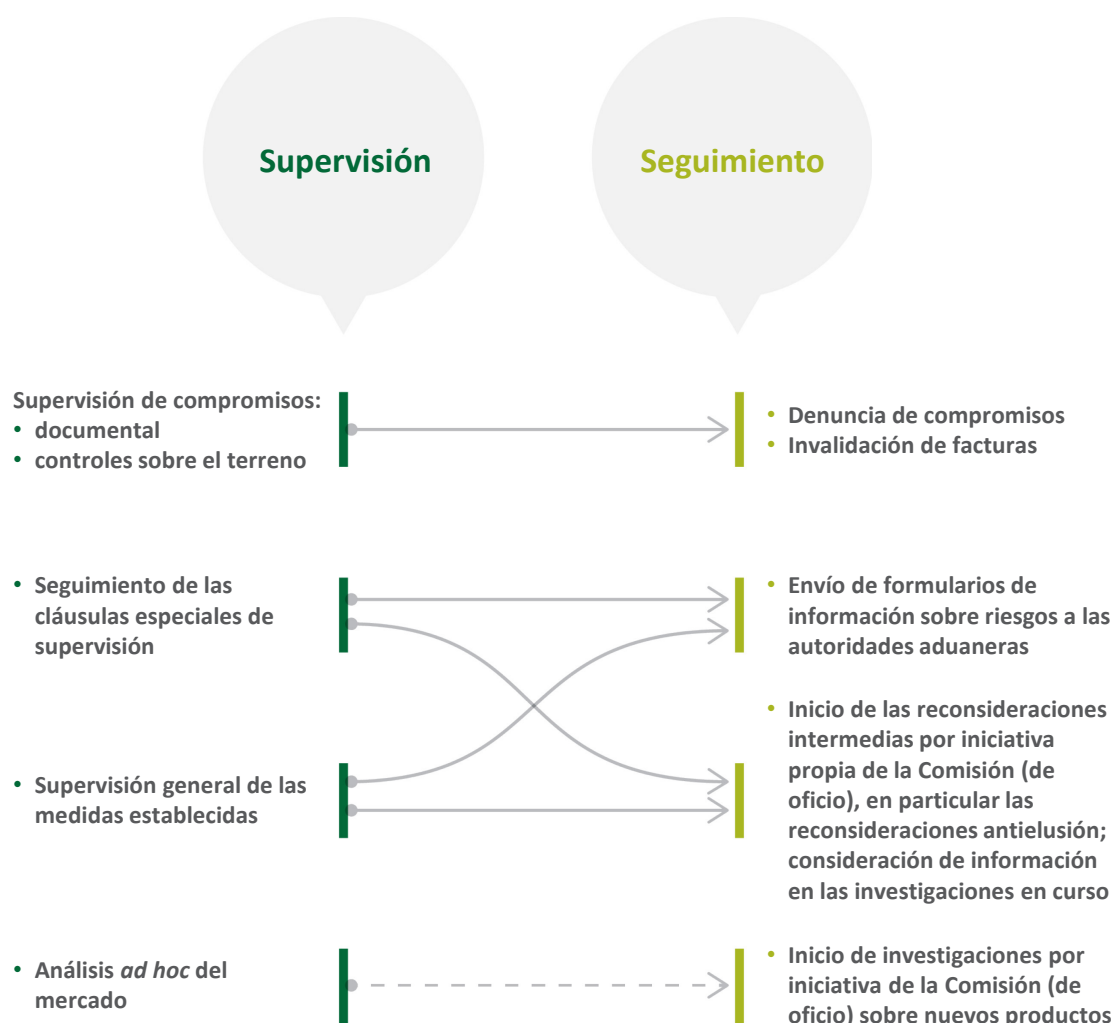 Supervisión
Seguimiento
Supervisión de compromisos:
• documental
• controles sobre el terreno
• Denuncia de compromisos
• Invalidación de facturas
• Seguimiento de las
cláusulas especiales de
supervisión
• Envío de formularios de
información sobre riesgos a las
autoridades aduaneras
• Supervisión general de las
medidas establecidas
• Inicio de las reconsideraciones
intermedias por iniciativa
propia de la Comisión (de
oficio), en particular las
reconsideraciones antielusión;
consideración de información
en las investigaciones en curso
• Análisis ad hoc del
mercado
• Inicio de investigaciones por
iniciativa de la Comisión (de
oficio) sobre nuevos productos